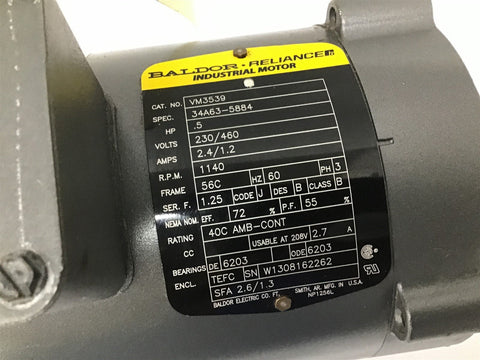 BALDOR · RELIANCE
INDUSTRIAL MOTOR
CAT. NO. VM3539
SPEC. 34A63-5884
HP .5
VOLTS 230/460
AMPS 2.4/1.2
R.P.M. 1140
FRAME 56C HZ 60 PH 3
SER. F. 1.25 CODE J DES B CLASS B
NEMA NOM. EFF. 72 % P.F. 55 %
RATING 40C AMB-CONT
CC USABLE AT 208V 2.7 A
BEARINGS DE 6203 ODE 6203
ENCL. TEFC SN W1308162262
SFA 2.6/1.3
BALDOR ELECTRIC CO. FT. SMITH, AR. MFG. IN U.S.A.
NP1256L